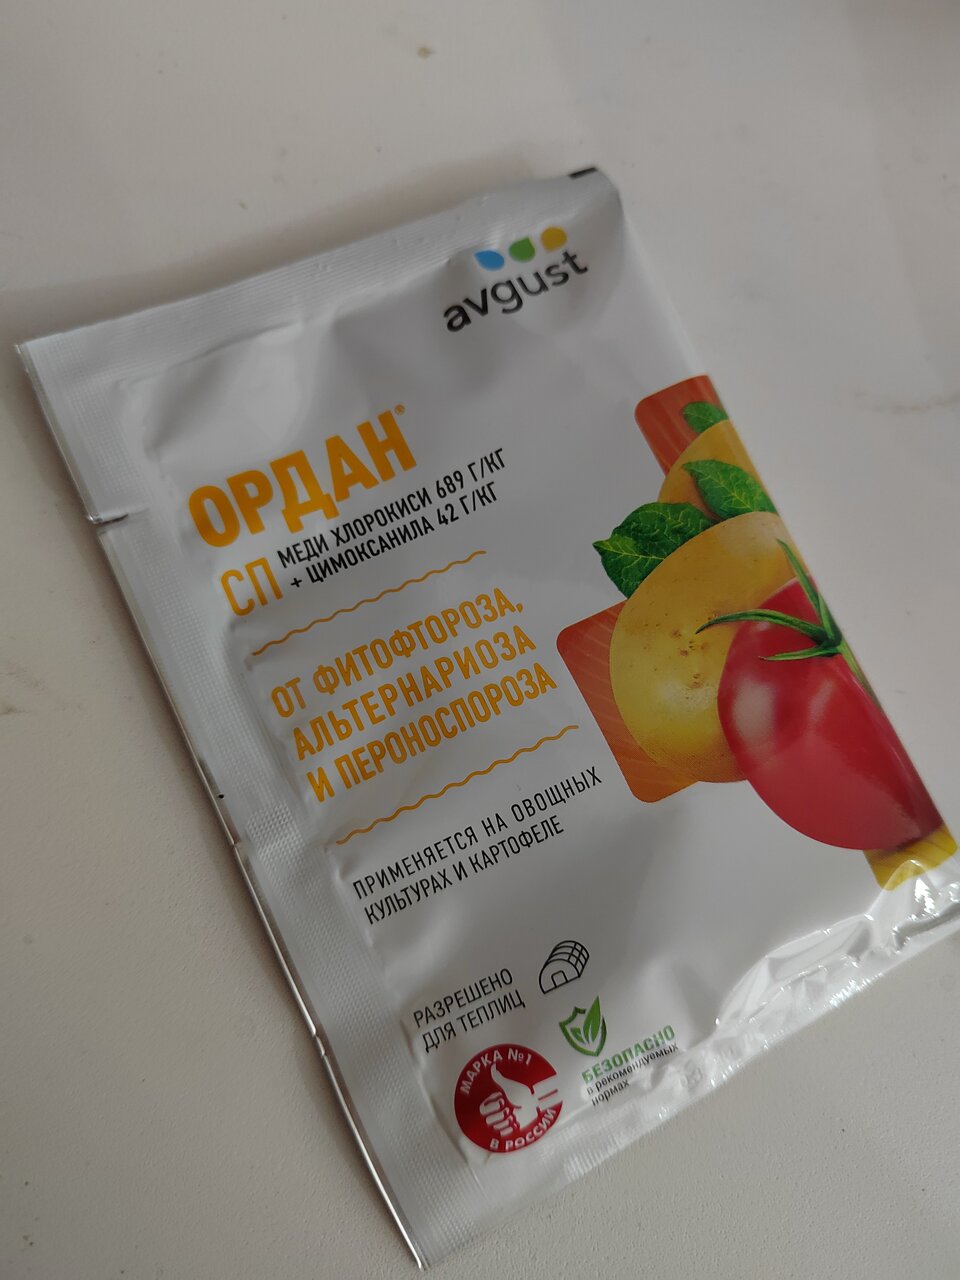 avgust
ОРДАН®
СП
МЕДИ ХЛОРОКИСИ 689 Г/КГ
+ ЦИМОКСАНИЛА 42 Г/КГ
ОТ ФИТОФТОРОЗА,
АЛЬТЕРНАРИОЗА
И ПЕРОНОСПОРОЗА
ПРИМЕНЯЕТСЯ НА ОВОЩНЫХ
КУЛЬТУРАХ И КАРТОФЕЛЕ
РАЗРЕШЕНО
ДЛЯ ТЕПЛИЦ
МАРКА №1
В РОССИИ
БЕЗОПАСНО
в рекомендуемых
нормах